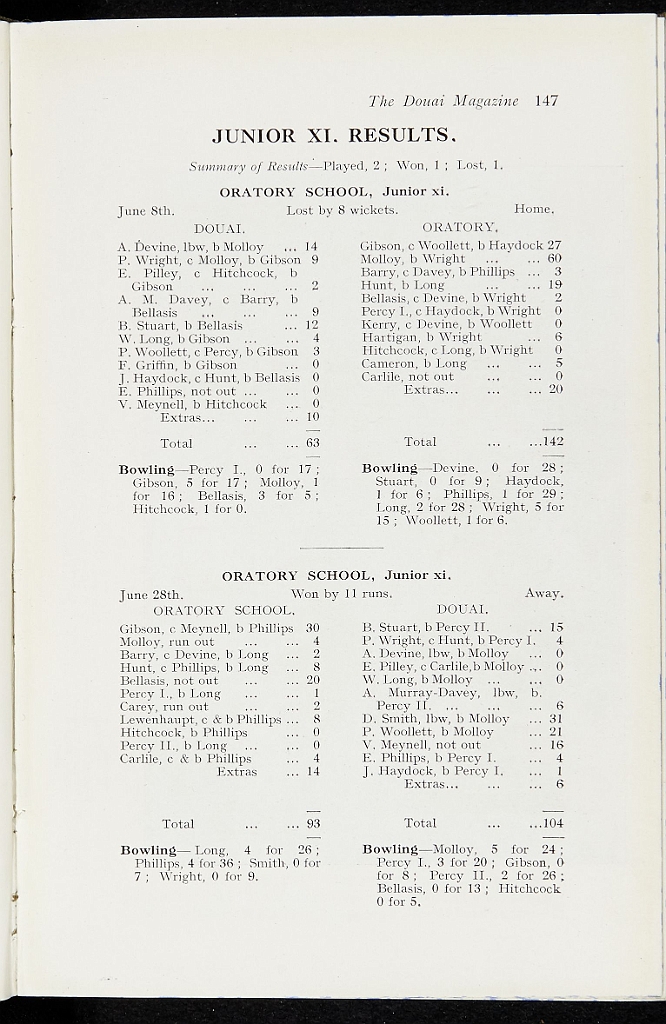 The Douai Magazine 147
JUNIOR XI. RESULTS.
Summary of Results—Played, 2 ; Won, 1 ; Lost, 1.
ORATORY SCHOOL, Junior xi.
June 8th. Lost by 8 wickets. Home.
DOUAI.
A. Devine, lbw, b Molloy ... 14
P. Wright, c Molloy, b Gibson 9
E. Pilley, c Hitchcock, b
Gibson ... ... ... 2
A. M. Davey, c Barry, b
Bellasis ... ... ... 9
B. Stuart, b Bellasis ... 12
W. Long, b Gibson ... ... 4
P. Woollett, c Percy, b Gibson 3
F. Griffin, b Gibson ... 0
J. Haydock, c Hunt, b Bellasis 0
E. Phillips, not out ... ... 0
V. Meynell, b Hitchcock ... 0
Extras... ... ... 10
Total ... ... 63
Bowling—Percy I., 0 for 17 ;
Gibson, 5 for 17 ; Molloy, 1
for 16 ; Bellasis, 3 for 5 ;
Hitchcock, 1 for 0.
ORATORY.
Gibson, c Woollett, b Haydock 27
Molloy, b Wright ... ... 60
Barry, c Davey, b Phillips ... 3
Hunt, b Long ... ... 19
Bellasis, c Devine, b Wright 2
Percy I., c Haydock, b Wright 0
Kerry, c Devine, b Woollett 0
Hartigan, b Wright ... 6
Hitchcock, c Long, b Wright 0
Cameron, b Long ... ... 5
Carlile, not out ... ... 0
Extras... ... ... 20
Total ... ...142
Bowling—Devine, 0 for 28 ;
Stuart, 0 for 9 ; Haydock,
1 for 6 ; Phillips, 1 for 29 ;
Long, 2 for 28 ; Wright, 5 for
15 ; Woollett, 1 for 6.
ORATORY SCHOOL, Junior xi.
June 28th. Won by 11 runs. Away.
ORATORY SCHOOL.
Gibson, c Meynell, b Phillips 30
Molloy, run out ... ... 4
Barry, c Devine, b Long ... 2
Hunt, c Phillips, b Long ... 8
Bellasis, not out ... ... 20
Percy I., b Long ... ... 1
Carey, run out ... ... 2
Lewenhaupt, c & b Phillips ... 8
Hitchcock, b Phillips ... 0
Percy II., b Long ... ... 0
Carlile, c & b Phillips ... 4
Extras ... 14
Total ... ... 93
Bowling—Long, 4 for 26 ;
Phillips, 4 for 36 ; Smith, 0 for
7 ; Wright, 0 for 9.
DOUAI.
B. Stuart, b Percy II. ... 15
P. Wright, c Hunt, b Percy I. 4
A. Devine, lbw, b Molloy ... 0
E. Pilley, c Carlile, b Molloy ... 0
W. Long, b Molloy ... ... 0
A. Murray-Davey, lbw, b.
Percy II. ... ... ... 6
D. Smith, lbw, b Molloy ... 31
P. Woollett, b Molloy ... 21
V. Meynell, not out ... 16
E. Phillips, b Percy I. ... 4
J. Haydock, b Percy I. ... 1
Extras... ... ... 6
Total ... ...104
Bowling—Molloy, 5 for 24 ;
Percy I., 3 for 20 ; Gibson, 0
for 8 ; Percy II., 2 for 26 ;
Bellasis, 0 for 13 ; Hitchcock
0 for 5.